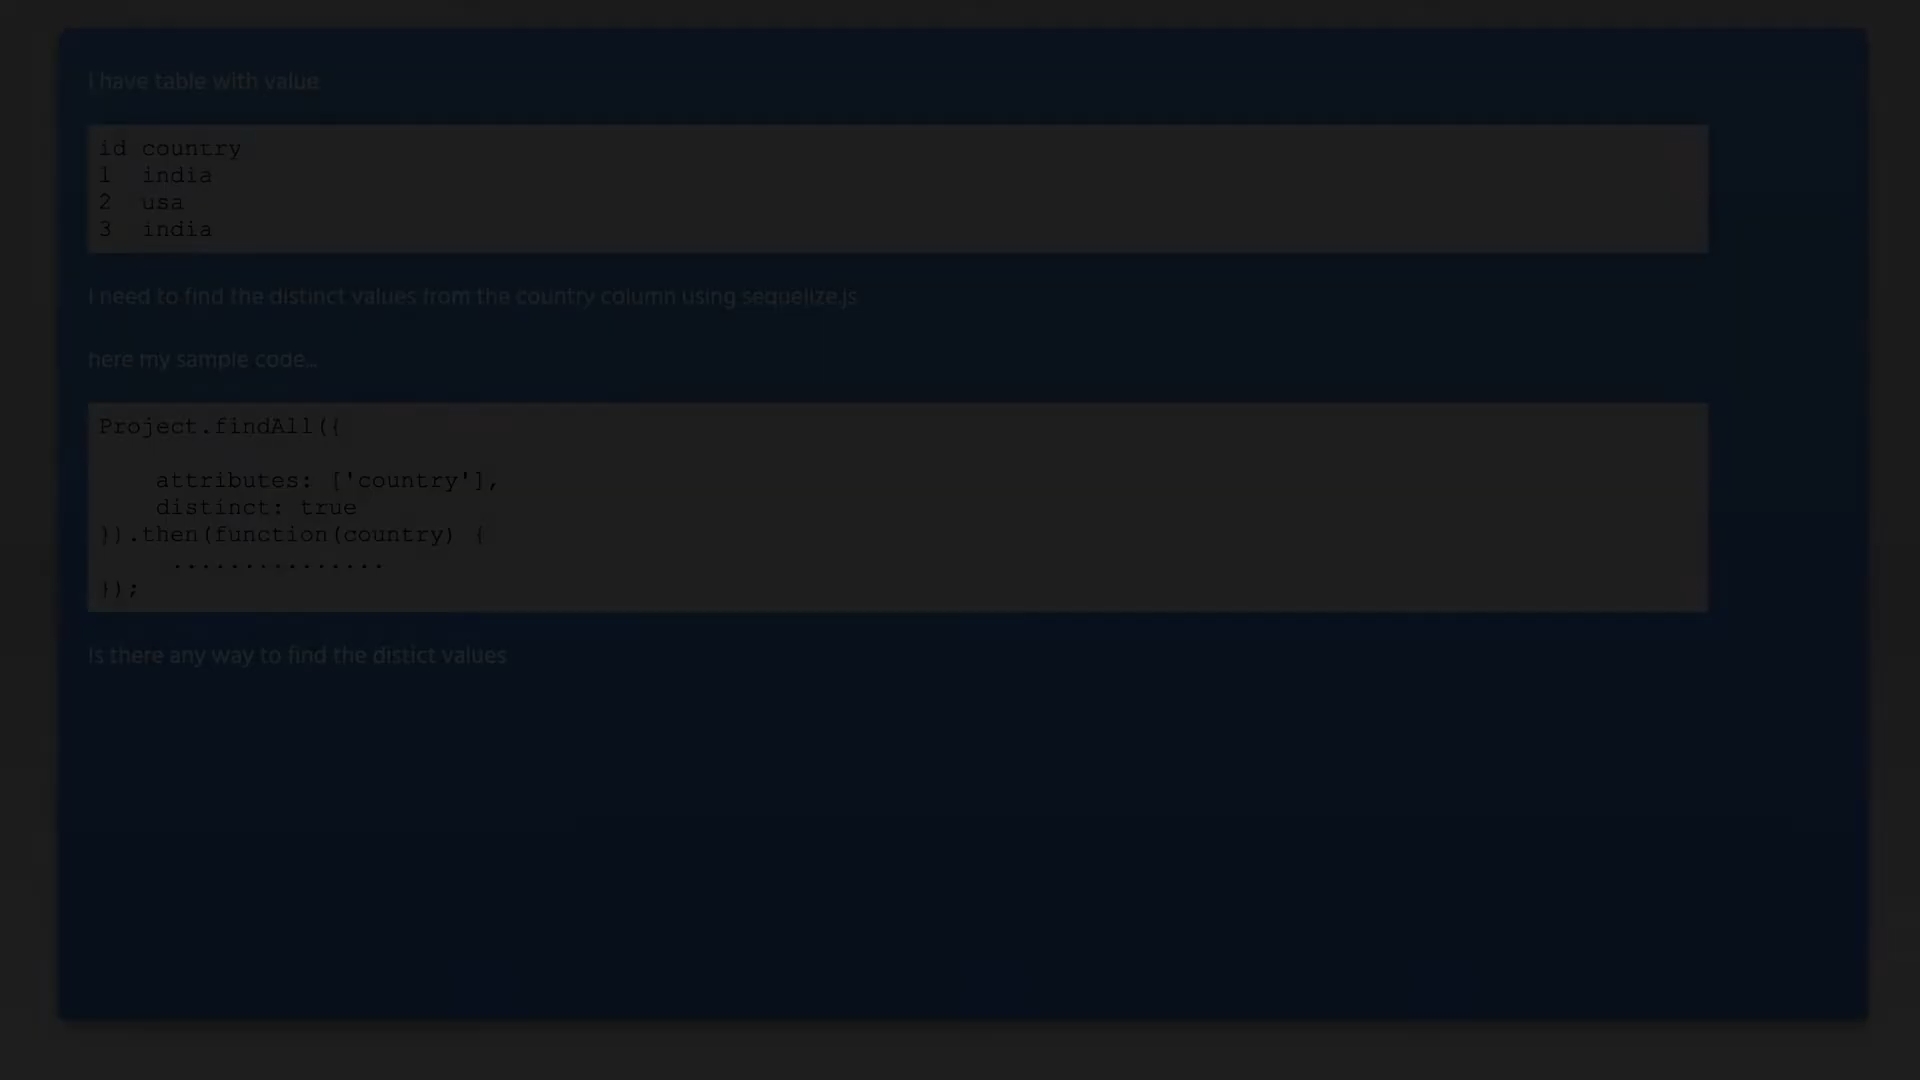 I have table with value
id country
1  india
2  usa
3  india
I need to find the distinct values from the country column using sequelize.js
here my sample code...
Project.findAll({
    attributes: ['country'],
    distinct: true
}).then(function(country) {
     ...............
});
Is there any way to find the distict values